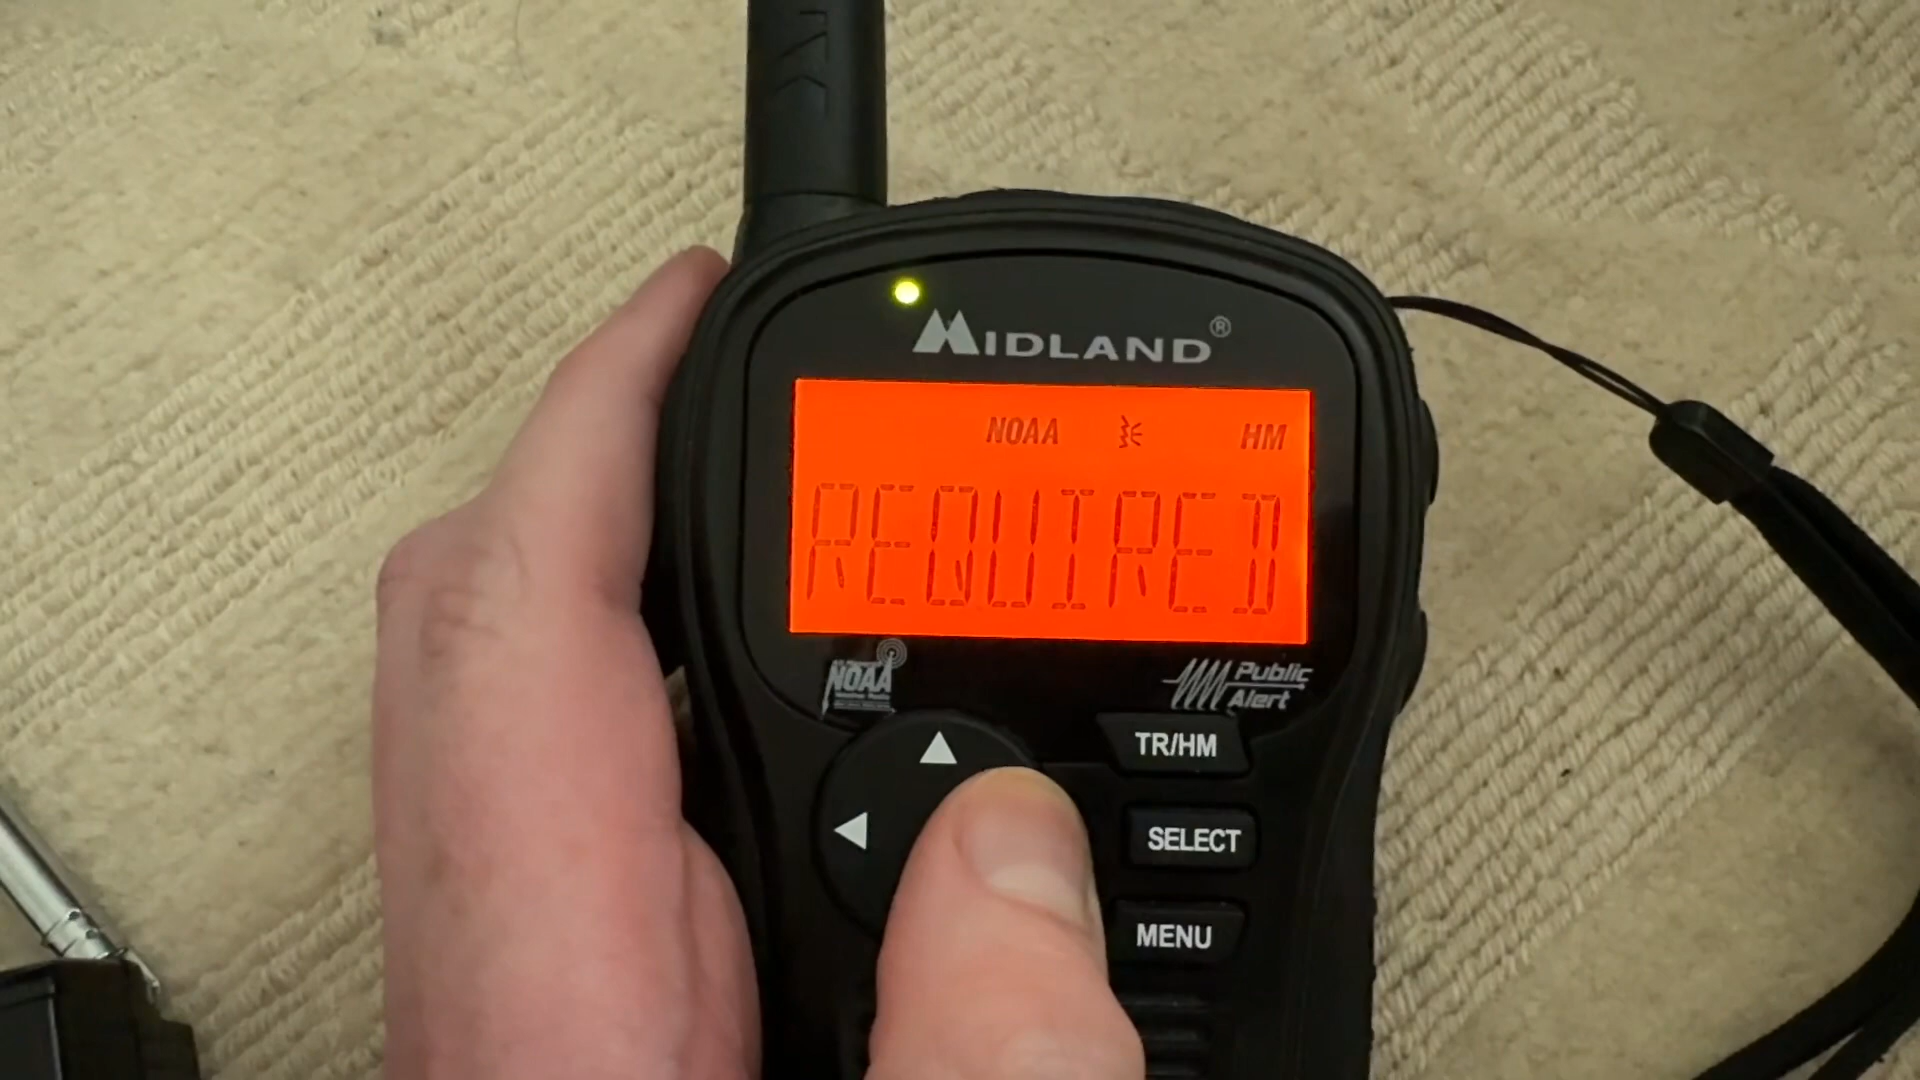 MIDLAND®
NOAA HM
REQUIRED
NOAA
Public
Alert
TR/HM
SELECT
MENU